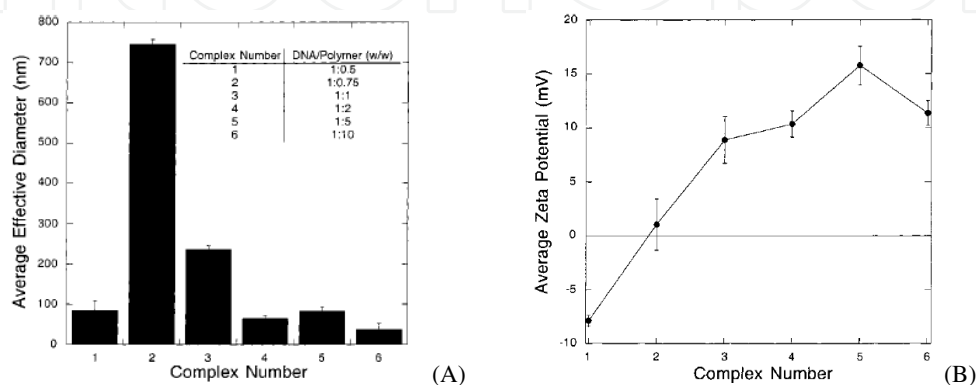 800
700
600
500
400
300
200
100
0
Average Effective Diameter (nm)
Complex Number DNA/Polymer (w/w)
1 1:0.5
2 1:0.75
3 1:1
4 1:2
5 1:5
6 1:10
1 2 3 4 5 6
Complex Number
(A)
20
15
10
5
0
-5
-10
Average Zeta Potential (mV)
1 2 3 4 5 6
Complex Number
(B)